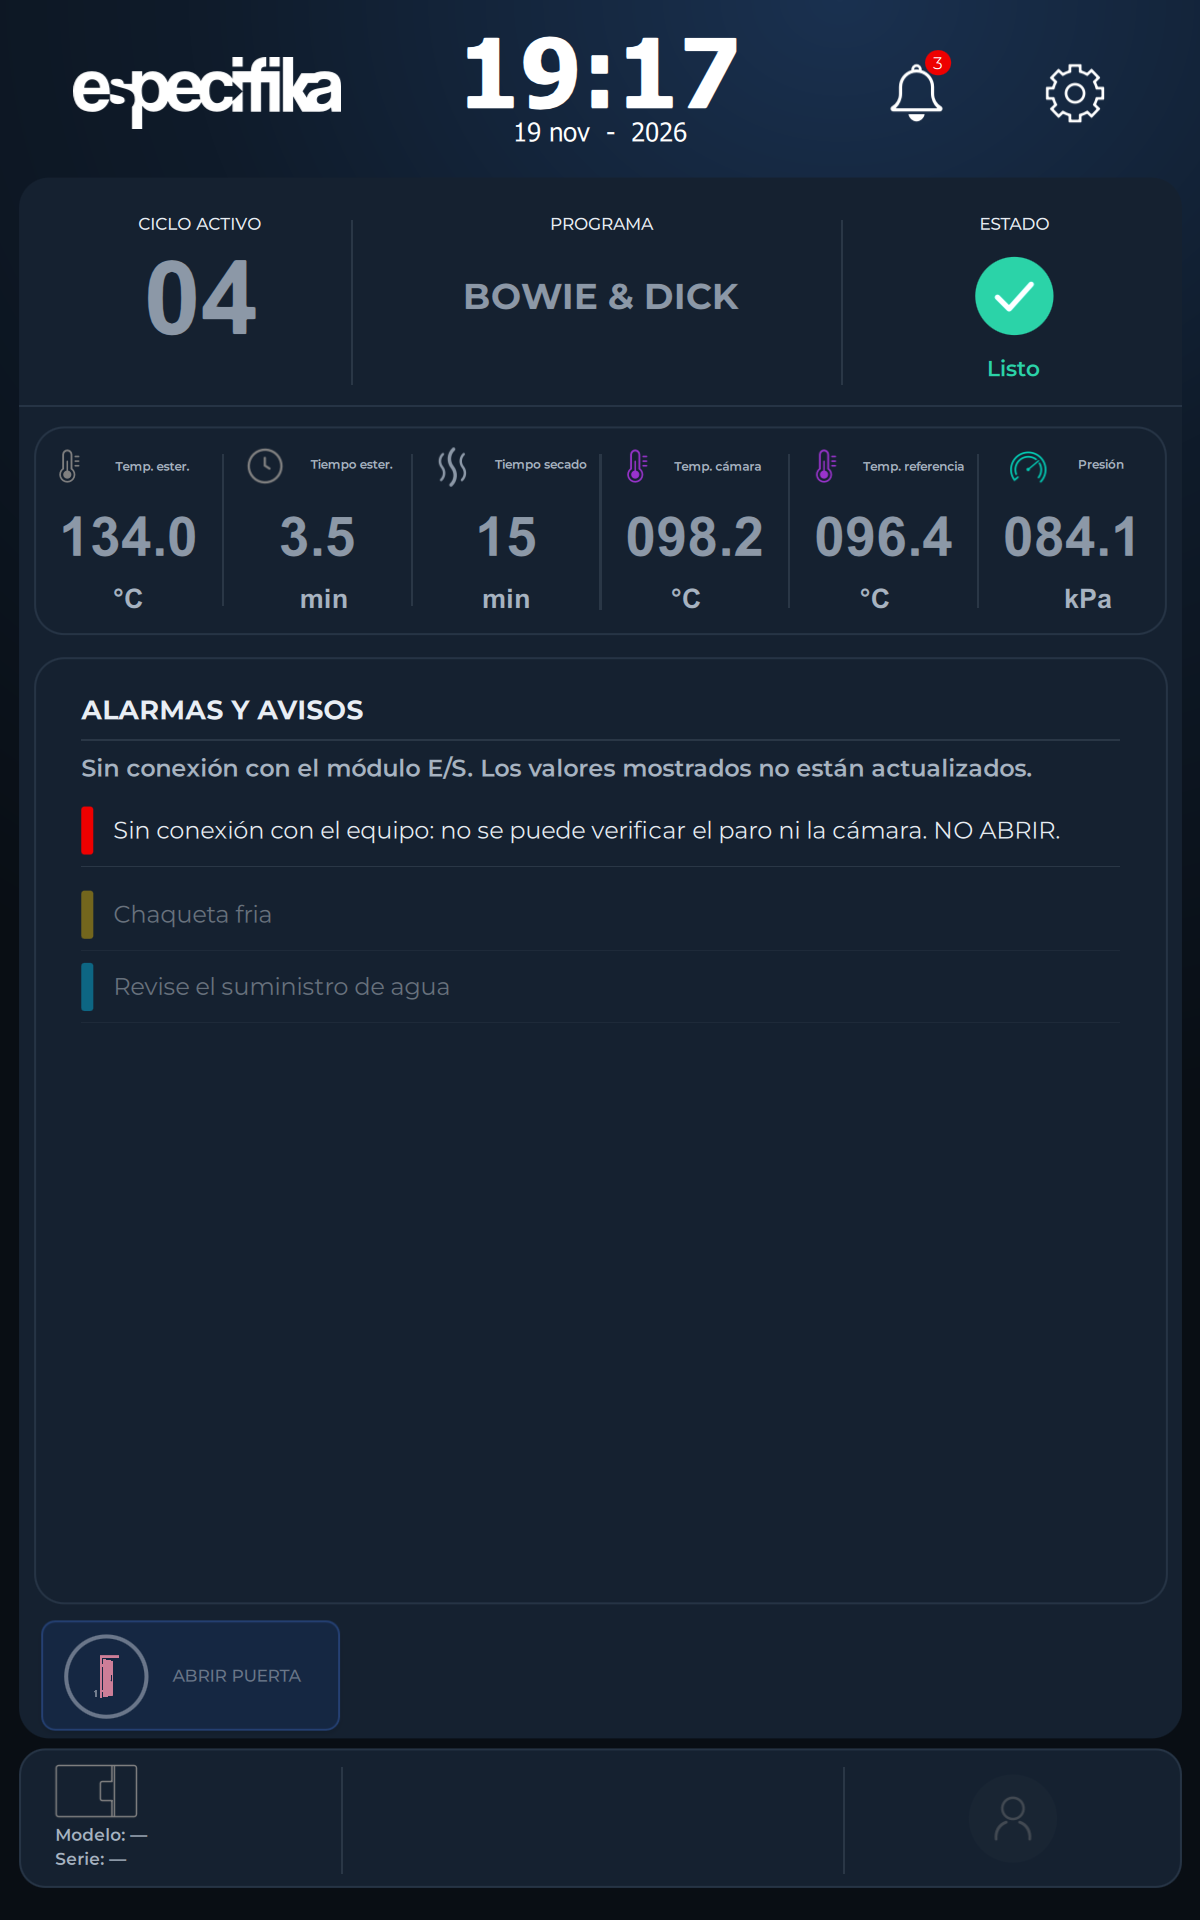 especifika
19:17
3
19 nov - 2026
CICLO ACTIVO
PROGRAMA
ESTADO
04
BOWIE & DICK
Listo
Temp. ester.
Tiempo ester.
Tiempo secado
Temp. cámara
Temp. referencia
Presión
134.0
3.5
15
098.2
096.4
084.1
°C
min
min
°C
°C
kPa
ALARMAS Y AVISOS
Sin conexión con el módulo E/S. Los valores mostrados no están actualizados.
Sin conexión con el equipo: no se puede verificar el paro ni la cámara. NO ABRIR.
Chaqueta fria
Revise el suministro de agua
ABRIR PUERTA
Modelo: —
Serie: —